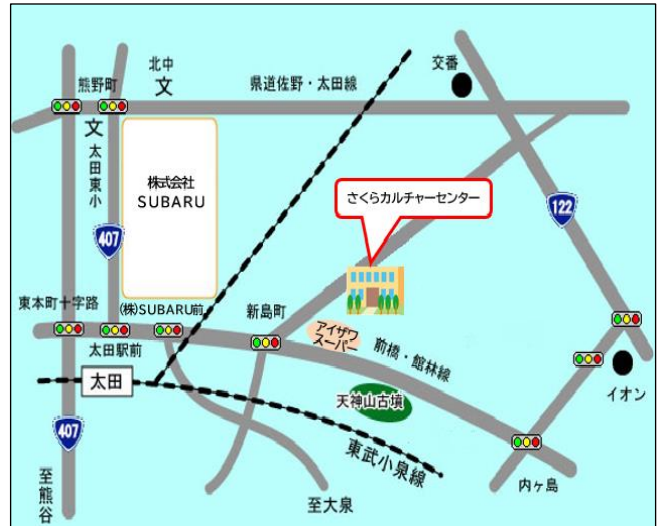 北中
文
熊野町
県道佐野・太田線
交番
文
太田東小
株式会社
SUBARU
さくらカルチャーセンター
122
407
東本町十字路
(株)SUBARU前
新島町
アイザワ
スーパー
前橋・館林線
太田駅前
太田
イオン
天神山古墳
407
東武小泉線
至熊谷
至大泉
内ヶ島